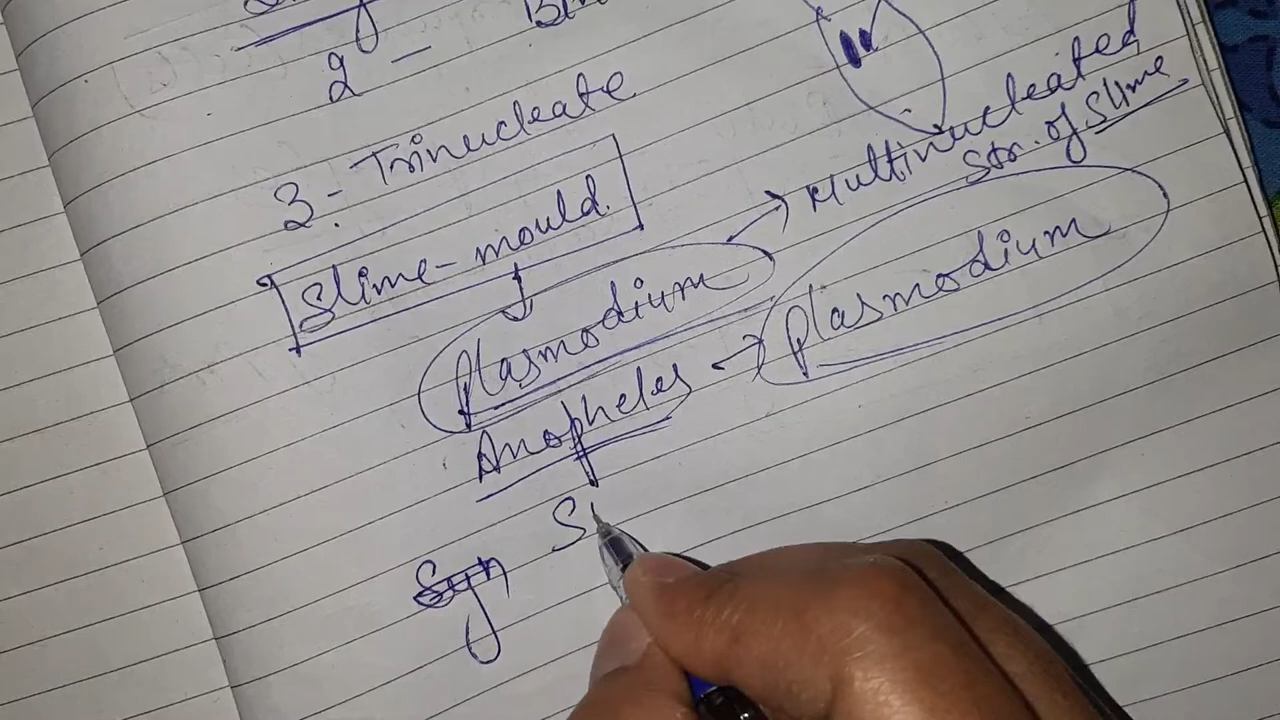 2 -
3 - Trinucleate
Slime-mould.
Plasmodium → Multinucleated
Str. of Slime
Anopheles → Plasmodium
Syn S